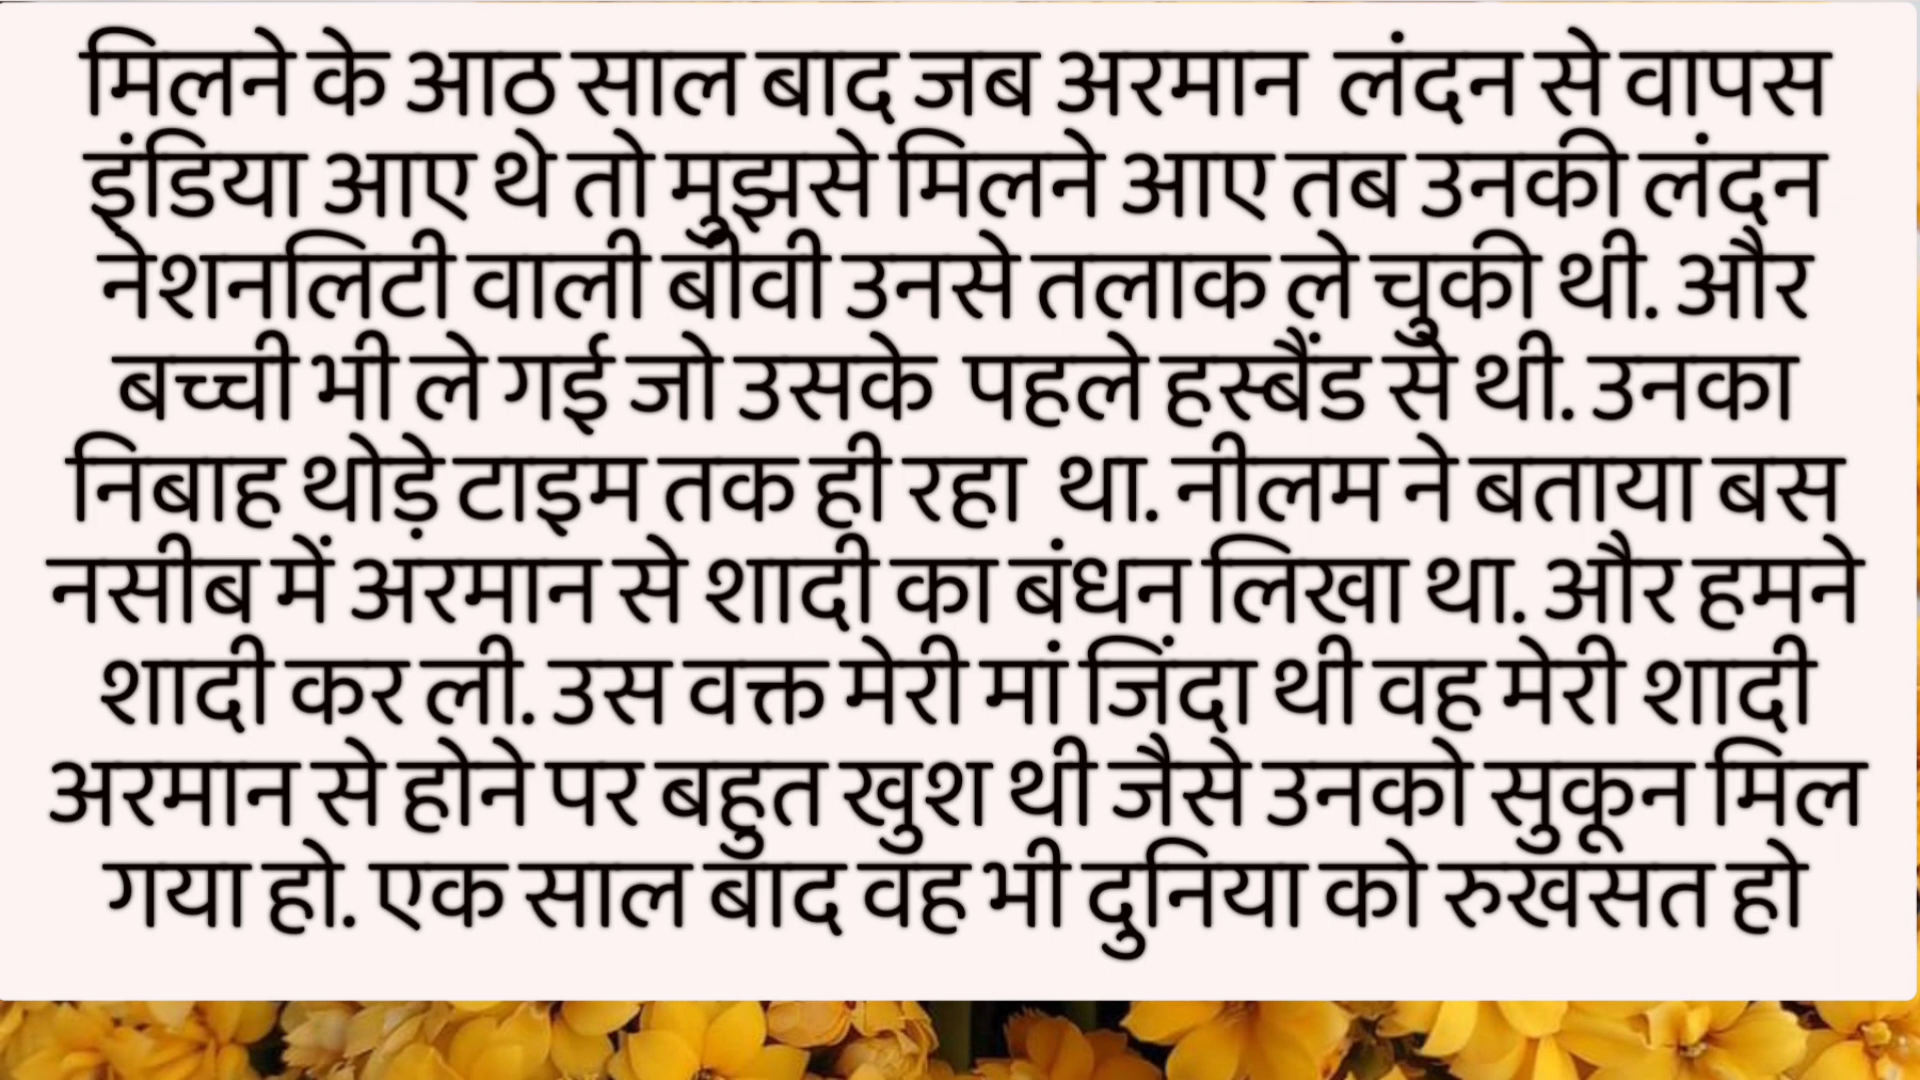 मिलने के आठ साल बाद जब अरमान लंदन से वापस
इंडिया आए थे तो मुझसे मिलने आए तब उनकी लंदन
नेशनलिटी वाली बीवी उनसे तलाक ले चुकी थी. और
बच्ची भी ले गई जो उसके पहले हस्बैंड से थी. उनका
निबाह थोड़े टाइम तक ही रहा था. नीलम ने बताया बस
नसीब में अरमान से शादी का बंधन लिखा था. और हमने
शादी कर ली. उस वक्त मेरी मां जिंदा थी वह मेरी शादी
अरमान से होने पर बहुत खुश थी जैसे उनको सुकून मिल
गया हो. एक साल बाद वह भी दुनिया को रुखसत हो